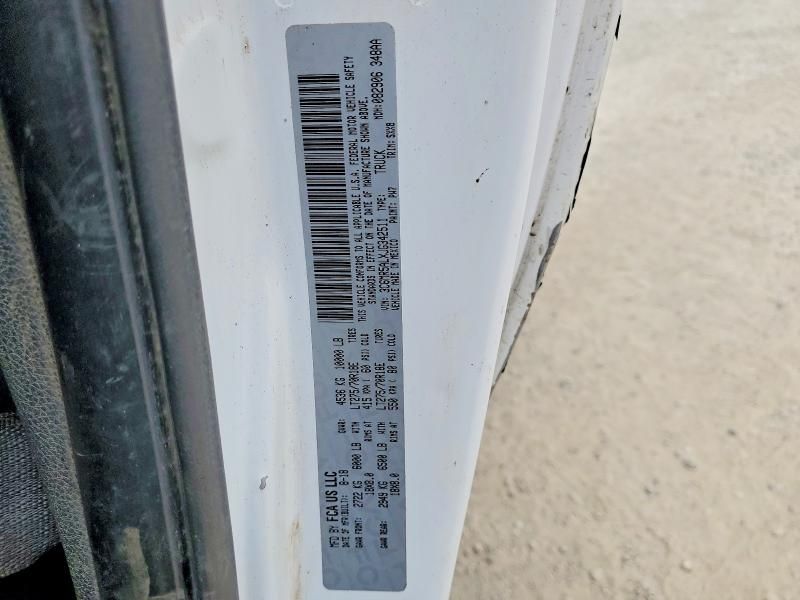 MFD BY FCA US LLC
DATE OF MFR(BUILT): 8-18 GVWR: 4536 KG 10000 LB
GAWR FRONT: 2722 KG 6000 LB WITH LT275/70R18E TIRES
18X8.0 RIMS AT 415 KPA( 60 PSI) COLD
GAWR REAR: 2949 KG 6500 LB WITH LT275/70R18E TIRES
18X8.0 RIMS AT 550 KPA( 80 PSI) COLD
THIS VEHICLE CONFORMS TO ALL APPLICABLE U.S.A. FEDERAL MOTOR VEHICLE SAFETY
STANDARDS IN EFFECT ON THE DATE OF MANUFACTURE SHOWN ABOVE.
MDH:082906 348AA
VIN: 3C6MR5ALXJG342511 TYPE: TRUCK
VEHICLE MADE IN MEXICO PAINT: PW7 TRIM: SXX8